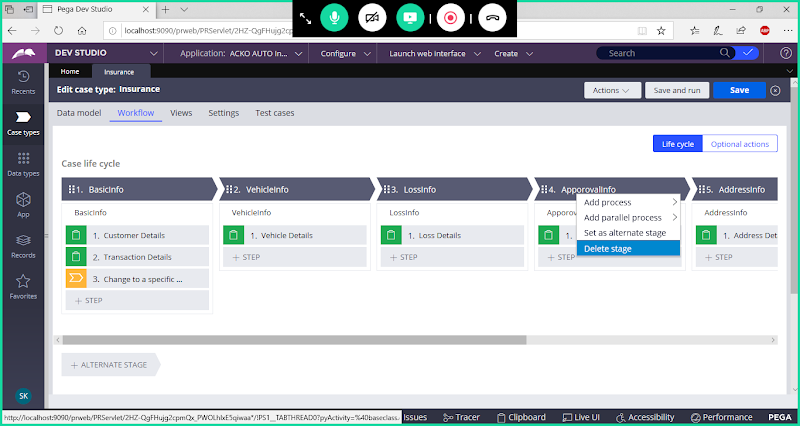 Pega Dev Studio
localhost:9090/prweb/PRServlet/2HZ-QgFHujg2cpm
DEV STUDIO
Application: ACKO AUTO In...
Configure
Launch web interface
Create
Search
Home
Insurance
Recents
Case types
Data types
App
Records
Favorites
SK
Edit case type: Insurance
Actions
Save and run
Save
Data model
Workflow
Views
Settings
Test cases
Life cycle
Optional actions
Case life cycle
1. BasicInfo
2. VehicleInfo
3. LossInfo
4. ApporovalInfo
5. AddressInfo
BasicInfo
VehicleInfo
LossInfo
Apporov
AddressInfo
1. Customer Details
1. Vehicle Details
1. Loss Details
1.
1. Address Det
2. Transaction Details
3. Change to a specific ...
+ STEP
+ STEP
+ STEP
+ STEP
+ STEP
Add process
Add parallel process
Set as alternate stage
Delete stage
+ ALTERNATE STAGE
http://localhost:9090/prweb/PRServlet/2HZ-QgFHujg2cpmQx_PWOLhlxE5qiwaa*/!PS1__TABTHREAD0?pyActivity=%40baseclass.
Issues
Tracer
Clipboard
Live UI
Accessibility
Performance
PEGA